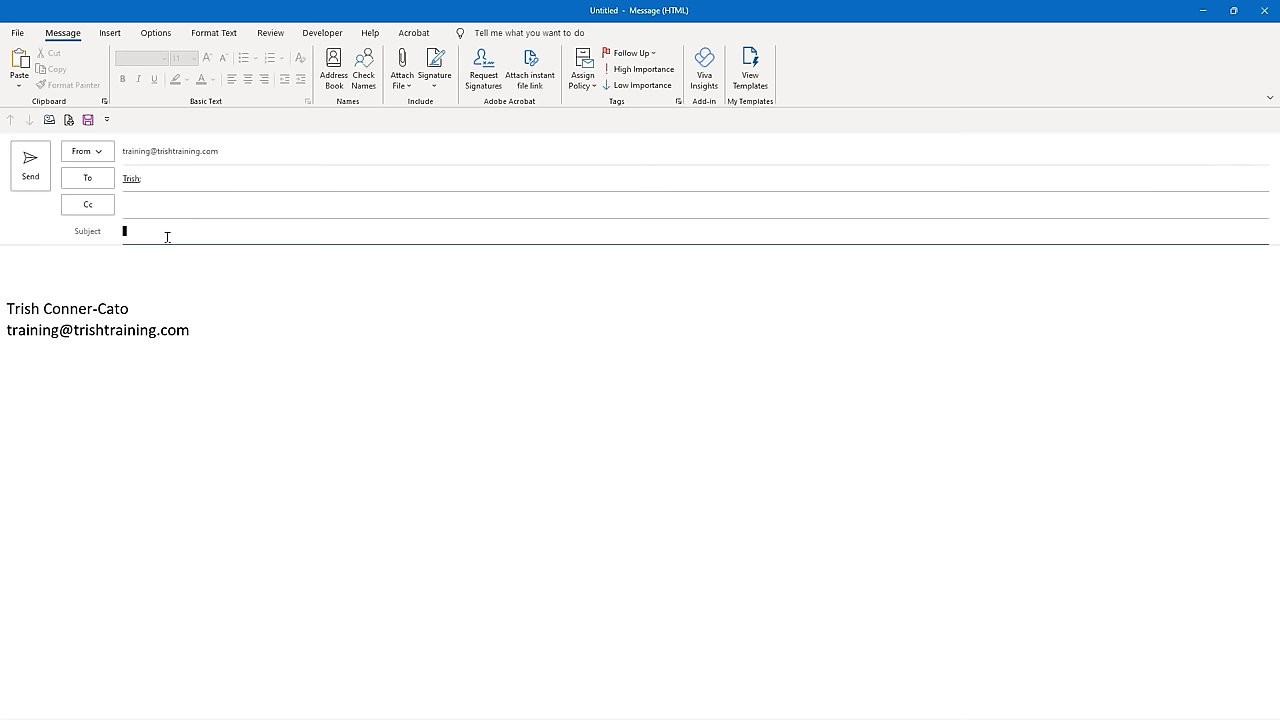 Untitled - Message (HTML)
File Message Insert Options Format Text Review Developer Help Acrobat Tell me what you want to do
Paste
Cut
Copy
Format Painter
Clipboard
11
B I U A
Basic Text
Address Book
Check Names
Names
Attach File
Signature
Include
Request Signatures
Attach instant file link
Adobe Acrobat
Assign Policy
Follow Up
High Importance
Low Importance
Tags
Viva Insights
Add-in
View Templates
My Templates
Send
From training@trishtraining.com
To Trish;
Cc
Subject
Trish Conner-Cato
training@trishtraining.com